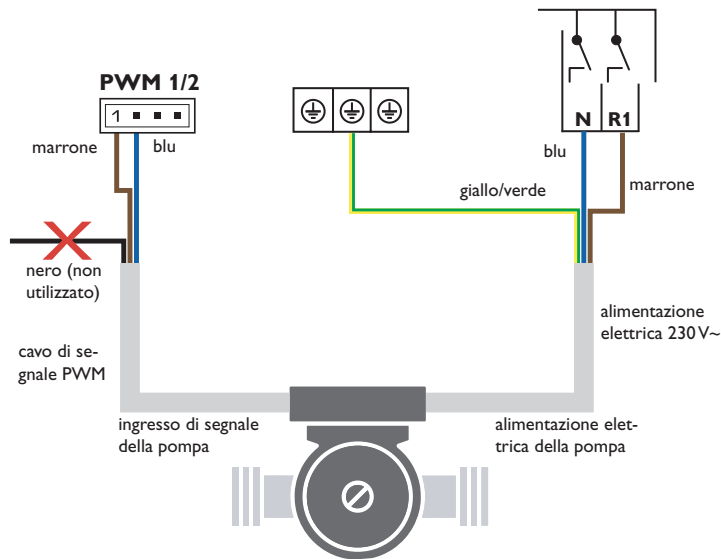 PWM 1/2
1
marrone
blu
N
R1
blu
giallo/verde
marrone
nero (non
utilizzato)
alimentazione
elettrica 230 V~
cavo di se-
gnale PWM
ingresso di segnale
della pompa
alimentazione elet-
trica della pompa